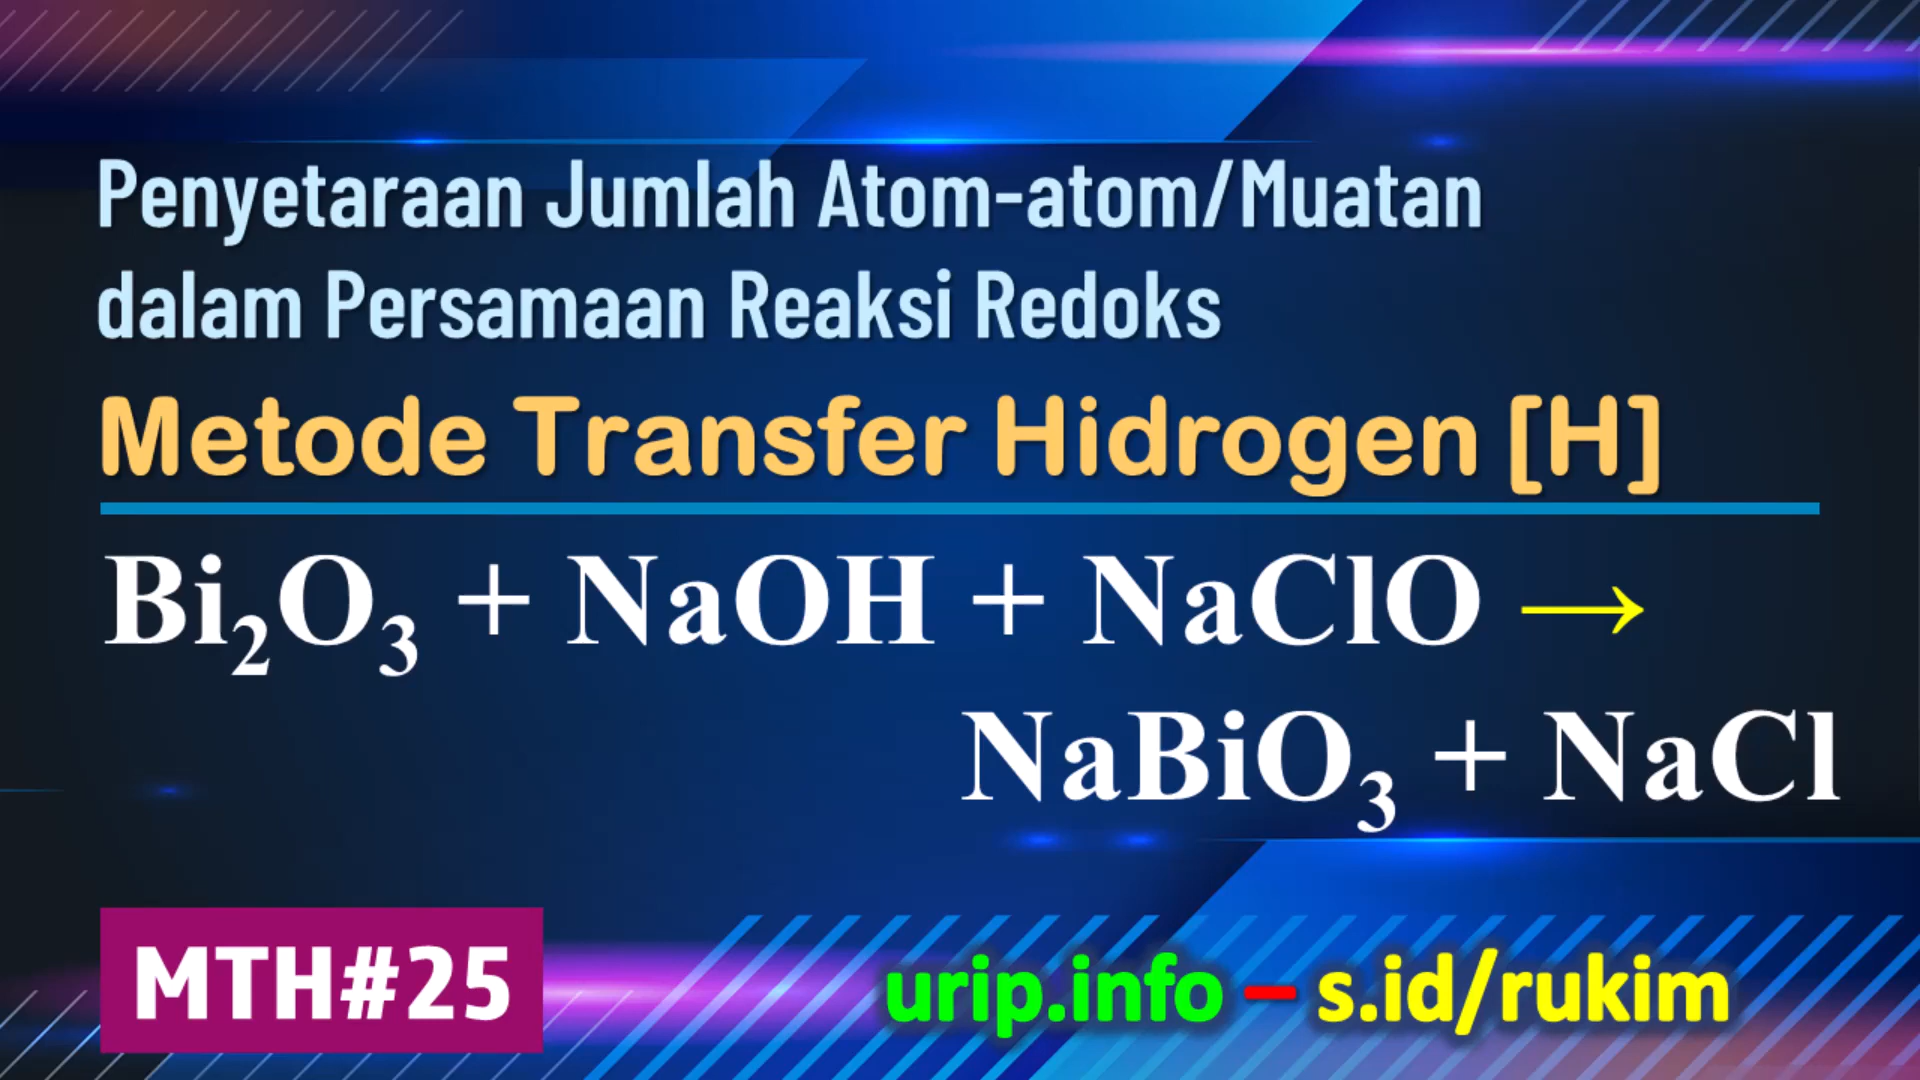 Penyetaraan Jumlah Atom-atom/Muatan
dalam Persamaan Reaksi Redoks
Metode Transfer Hidrogen [H]
Bi₂O₃ + NaOH + NaClO →
NaBiO₃ + NaCl
MTH#25
urip.info – s.id/rukim